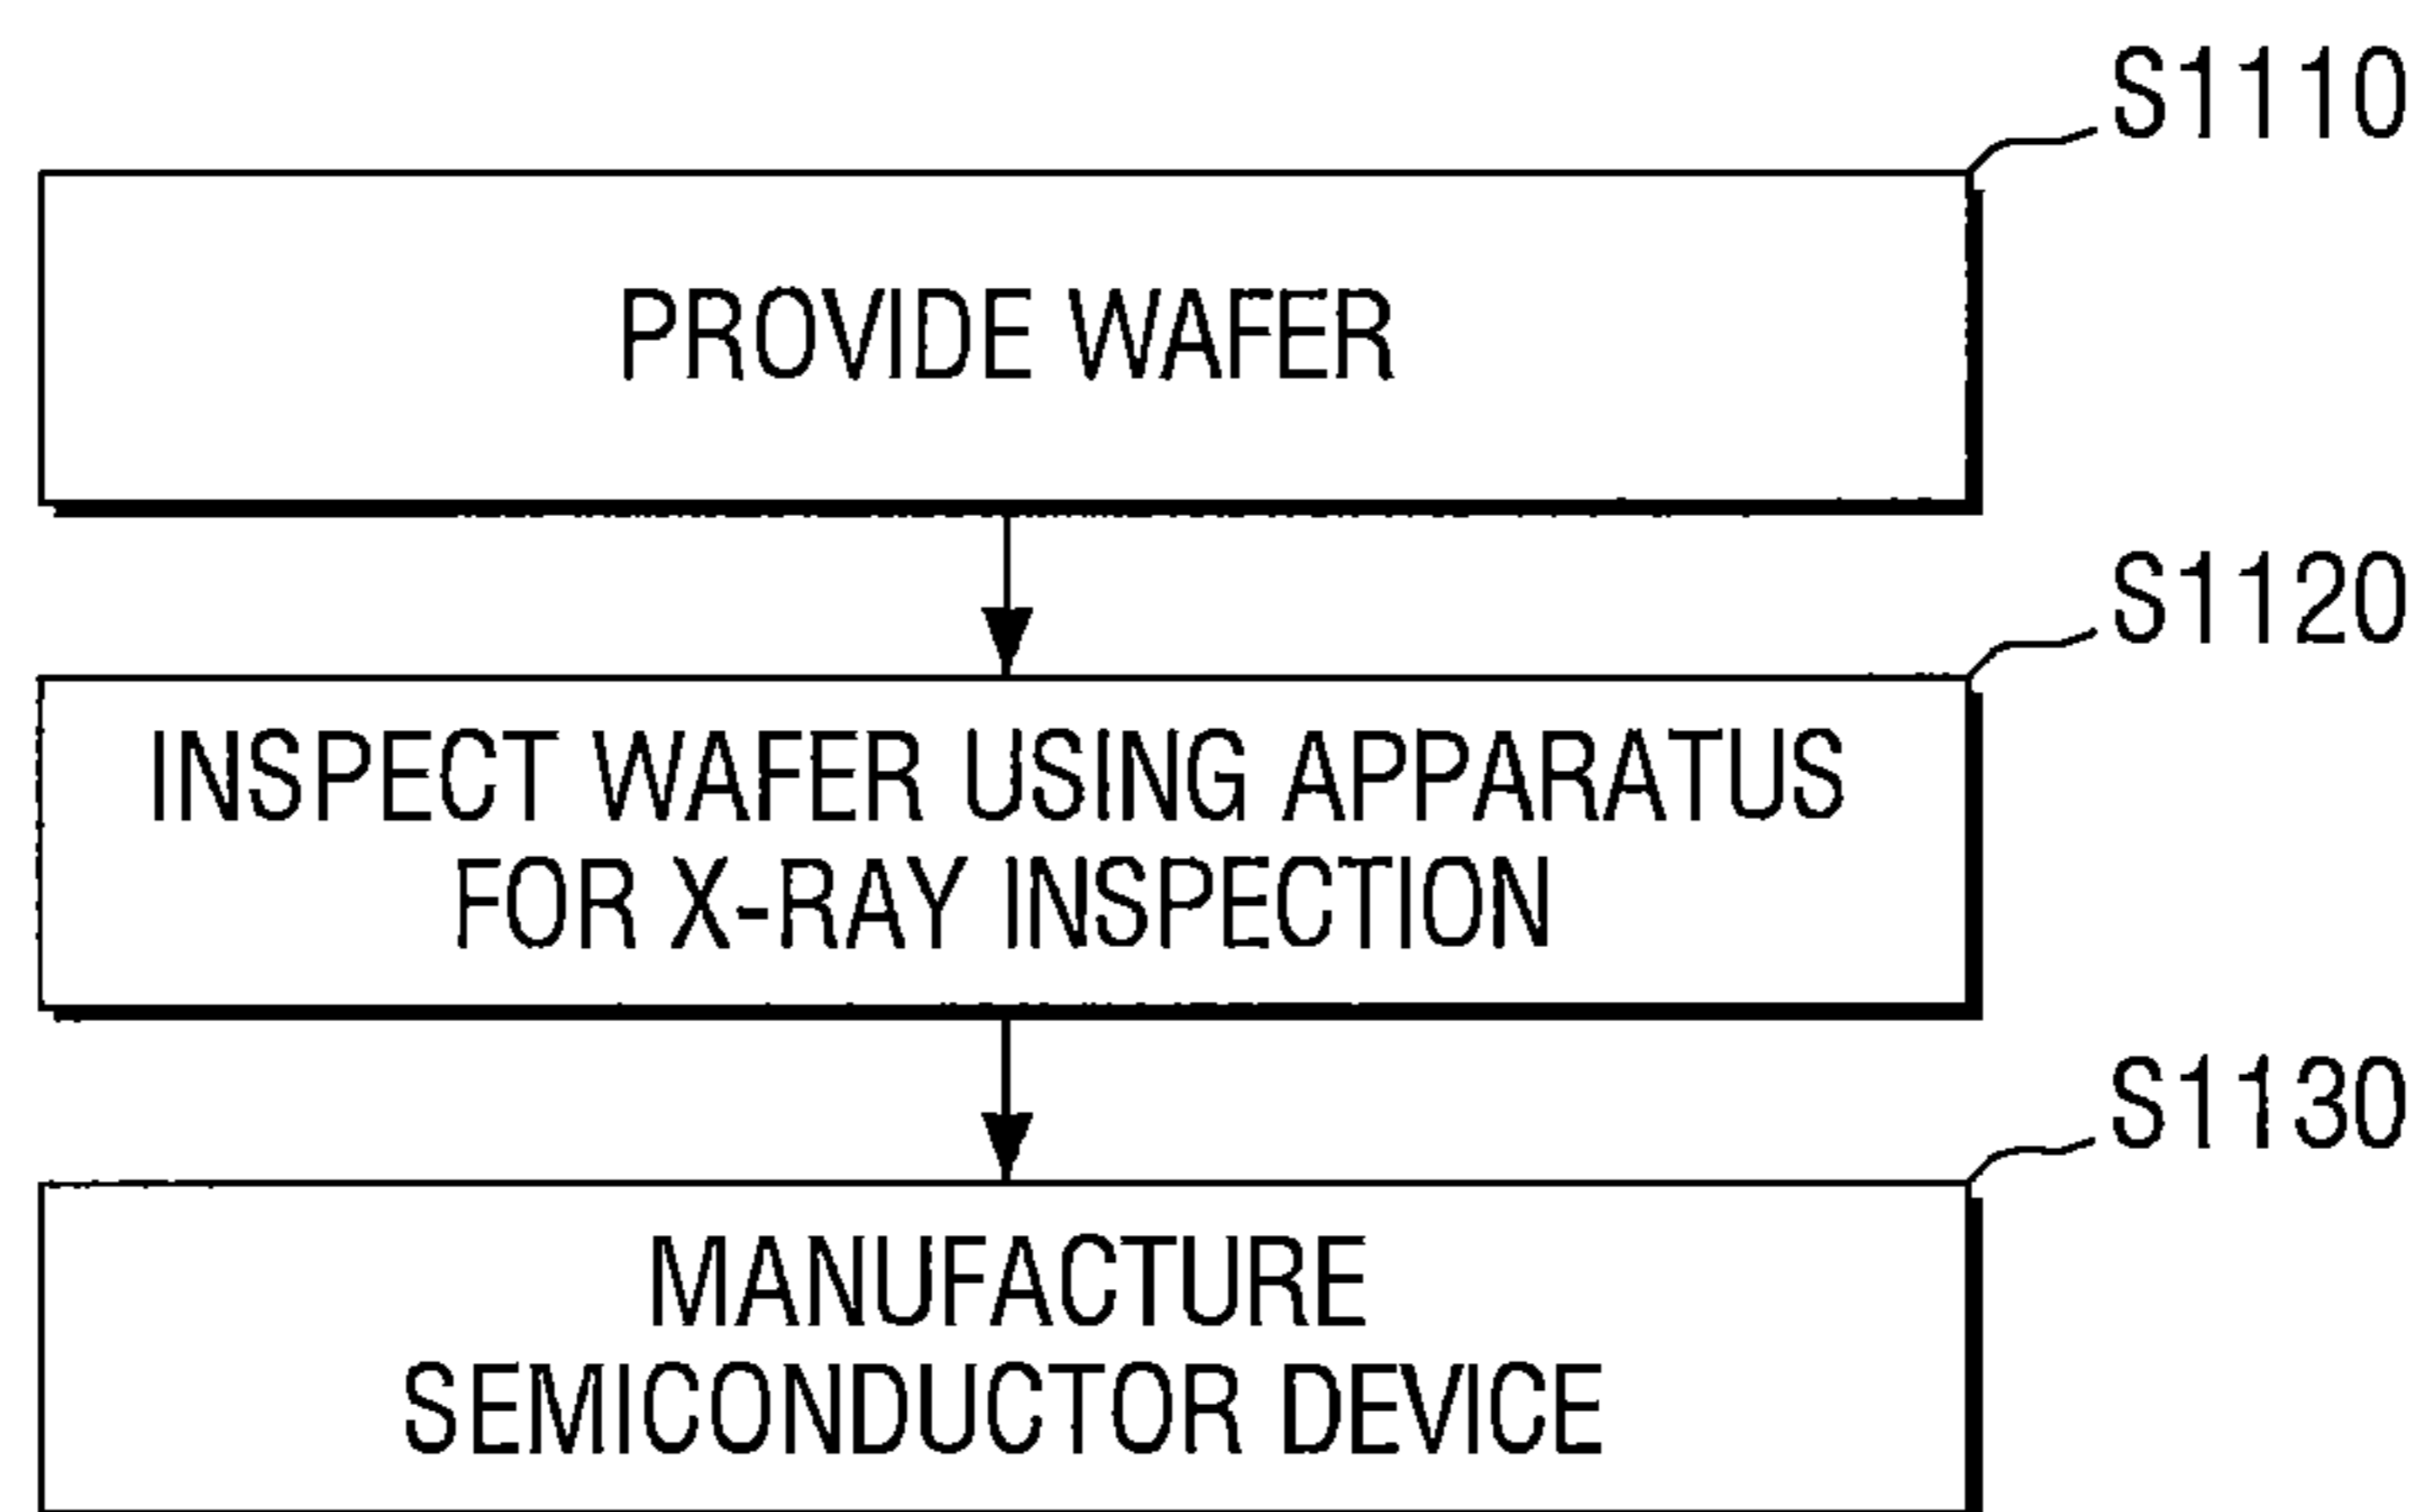 S1110
PROVIDE WAFER
S1120
INSPECT WAFER USING APPARATUS
FOR X-RAY INSPECTION
S1130
MANUFACTURE
SEMICONDUCTOR DEVICE